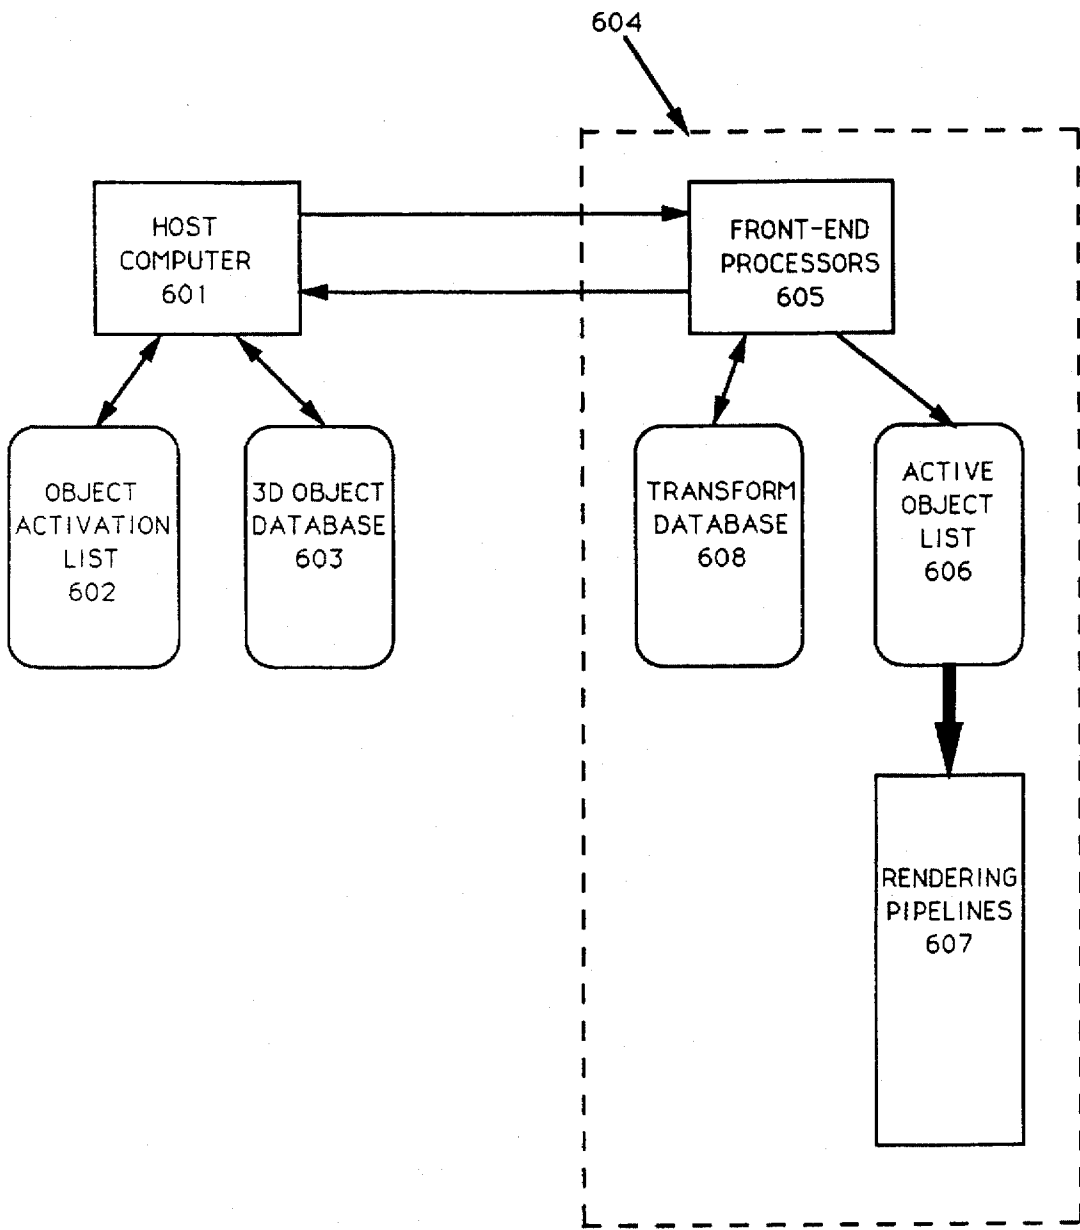 604
HOST
COMPUTER
601
FRONT-END
PROCESSORS
605
OBJECT
ACTIVATION
LIST
602
3D OBJECT
DATABASE
603
TRANSFORM
DATABASE
608
ACTIVE
OBJECT
LIST
606
RENDERING
PIPELINES
607